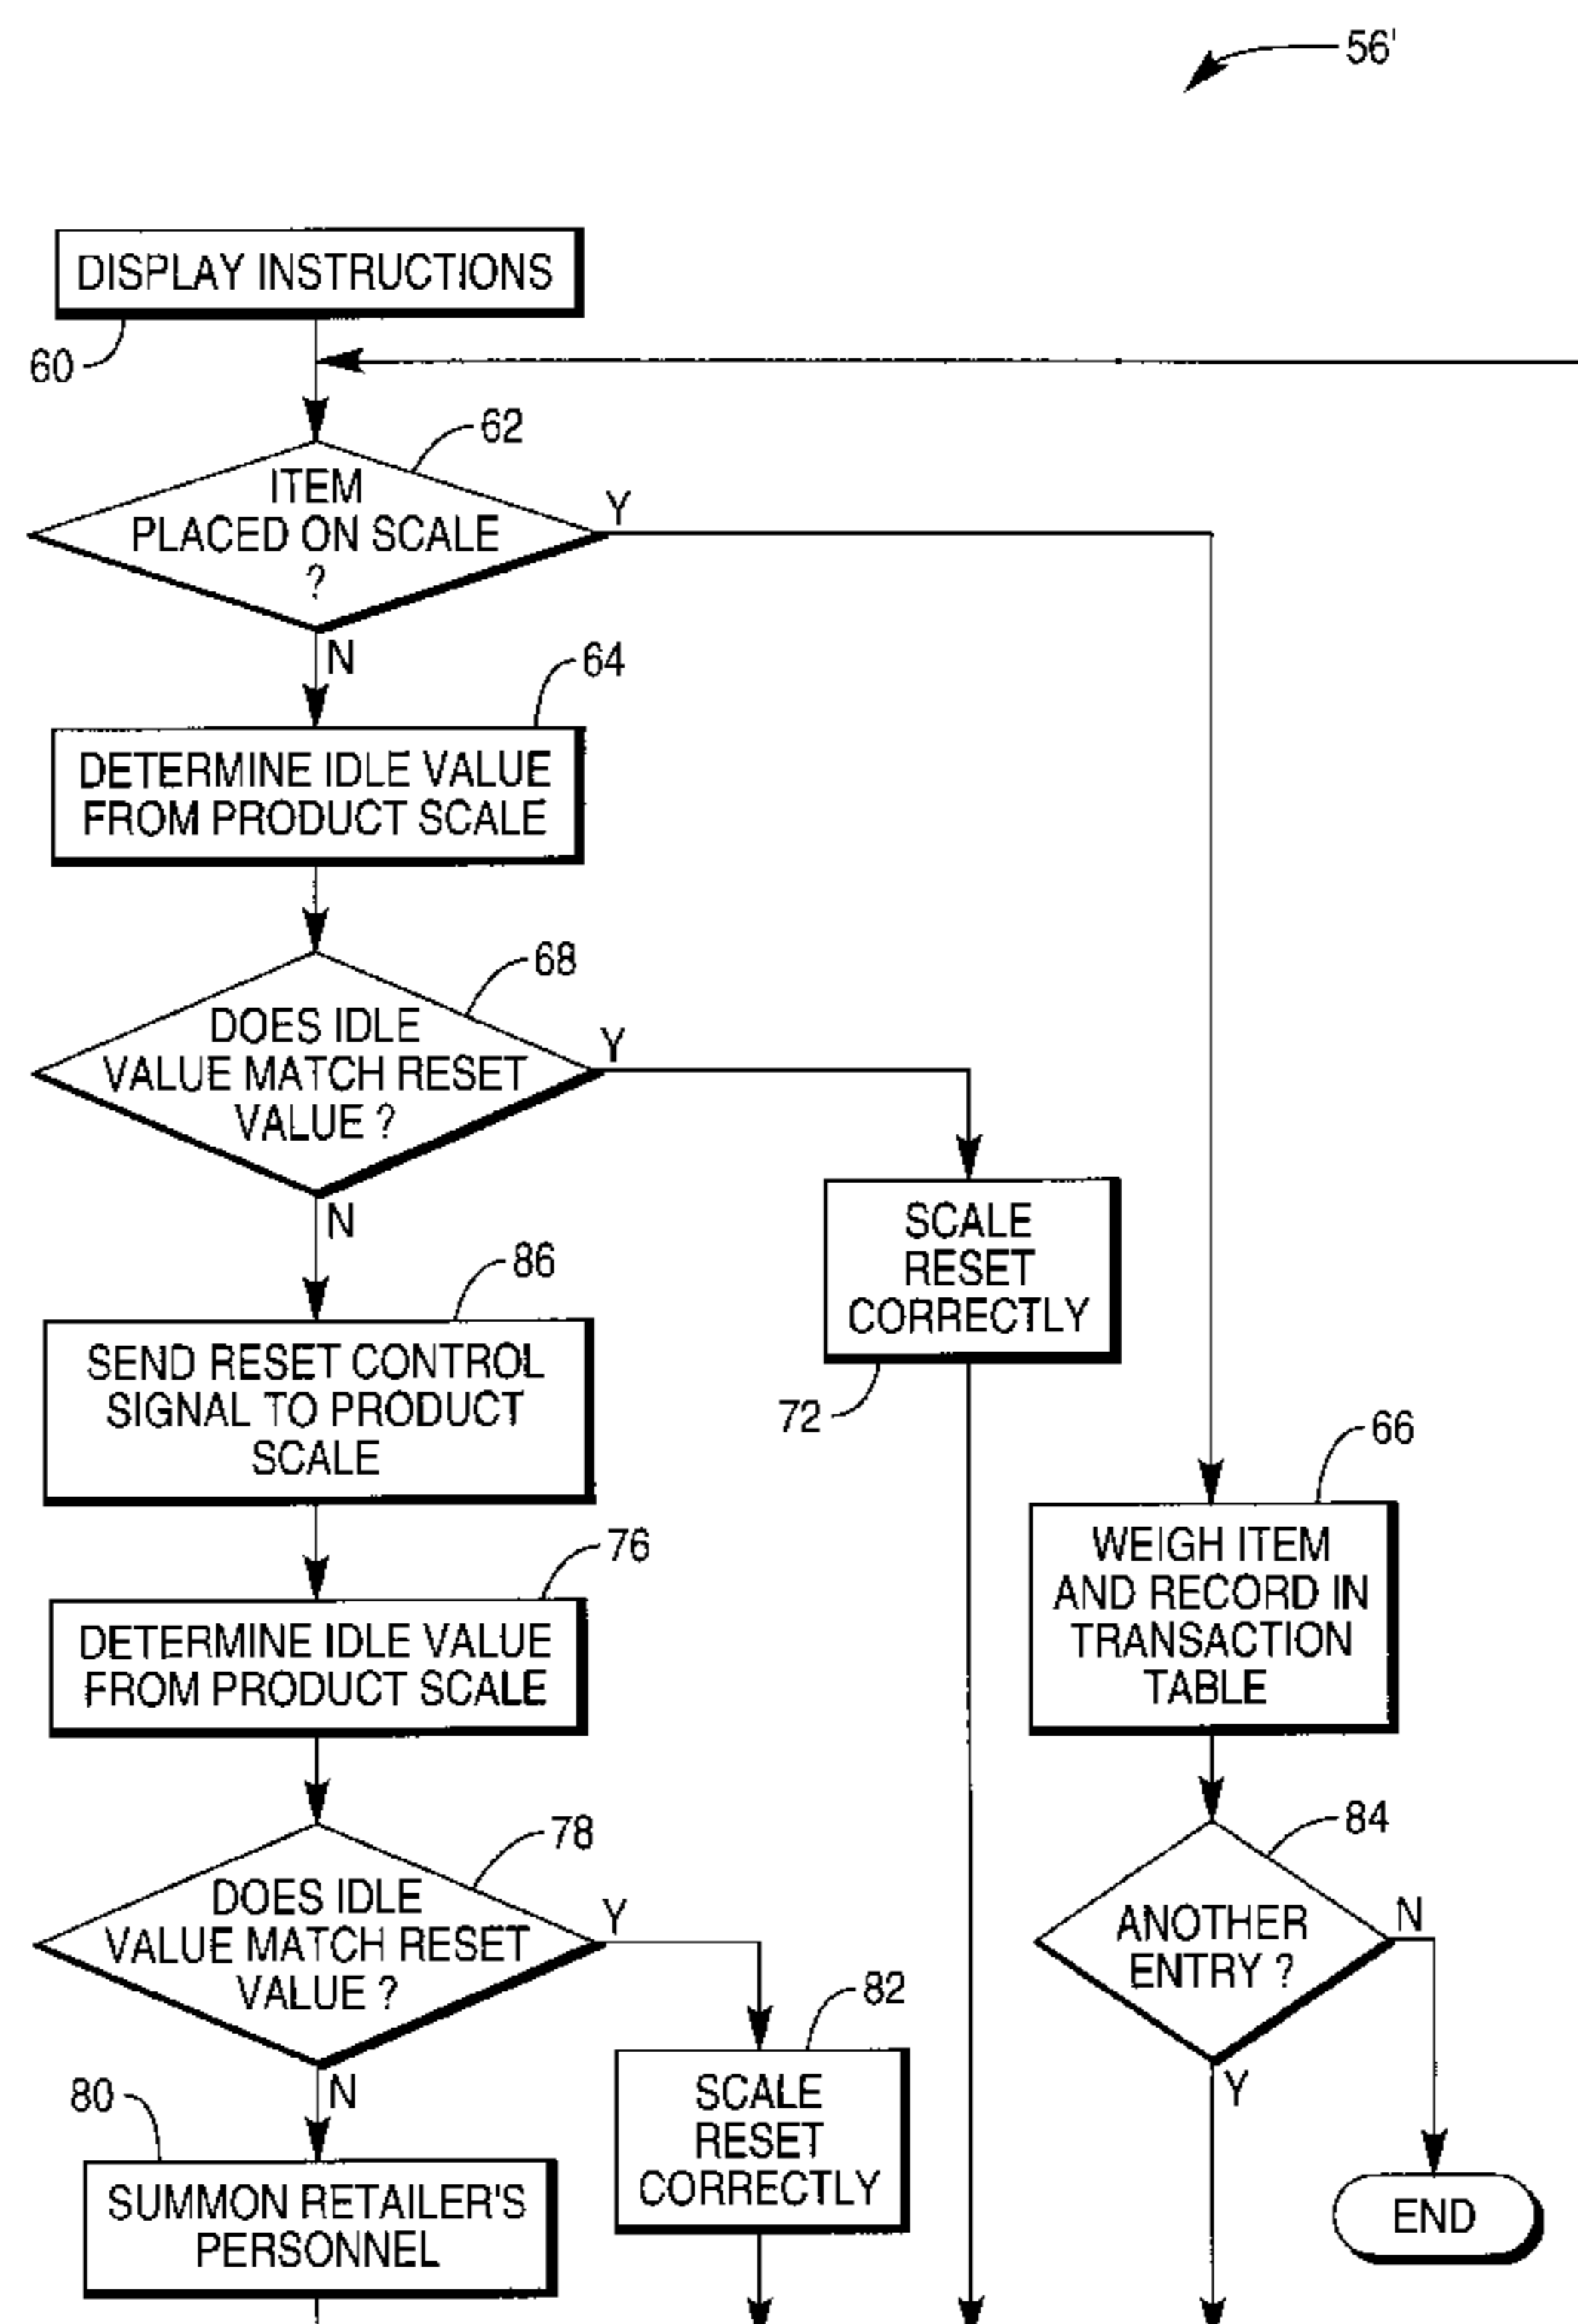 56'
DISPLAY INSTRUCTIONS
60
62
ITEM
PLACED ON SCALE
?
Y
N
64
DETERMINE IDLE VALUE
FROM PRODUCT SCALE
68
DOES IDLE
VALUE MATCH RESET
VALUE ?
Y
N
SCALE
RESET
CORRECTLY
72
86
SEND RESET CONTROL
SIGNAL TO PRODUCT
SCALE
66
WEIGH ITEM
AND RECORD IN
TRANSACTION
TABLE
76
DETERMINE IDLE VALUE
FROM PRODUCT SCALE
78
DOES IDLE
VALUE MATCH RESET
VALUE ?
Y
N
84
ANOTHER
ENTRY ?
N
Y
82
SCALE
RESET
CORRECTLY
80
SUMMON RETAILER'S
PERSONNEL
END